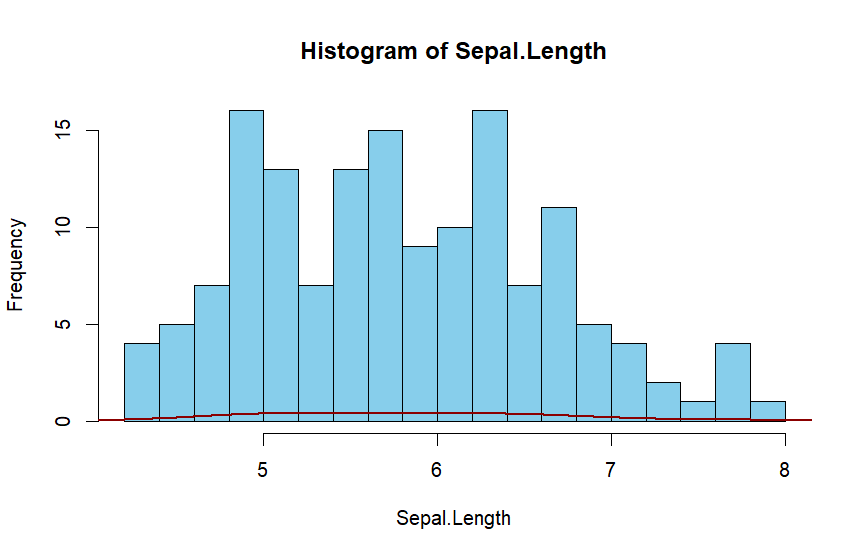 Histogram of Sepal.Length
15
10
5
0
Frequency
5 6 7 8
Sepal.Length